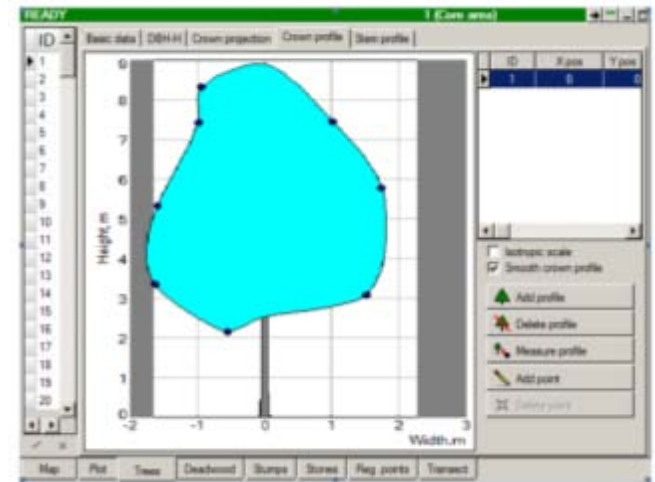 READY 1 (Core area)
ID
Basic data DBH-H Crown projection Crown profile Stem profile
1
2
3
4
5
6
7
8
9
10
11
12
13
14
15
16
17
18
19
20
Height, m
9
8
7
6
5
4
3
2
1
0
-2 -1 0 1 2 3
Width, m
ID X pos Y pos
1 0 0
Isotropic scale
Smooth crown profile
Add profile
Delete profile
Measure profile
Add point
Delete point
Map Plot Trees Deadwood Stumps Stones Reg. points Transect